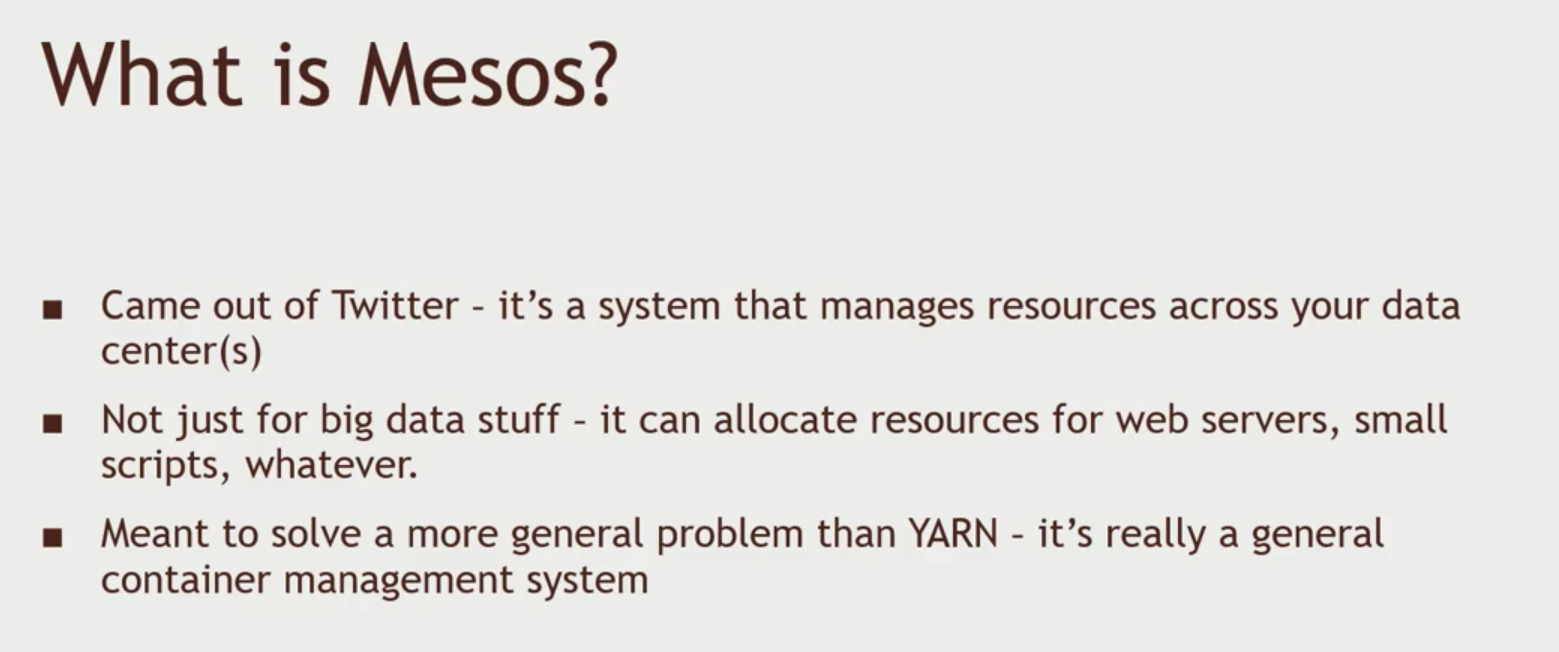 What is Mesos?
▪ Came out of Twitter – it’s a system that manages resources across your data
center(s)
▪ Not just for big data stuff – it can allocate resources for web servers, small
scripts, whatever.
▪ Meant to solve a more general problem than YARN – it’s really a general
container management system